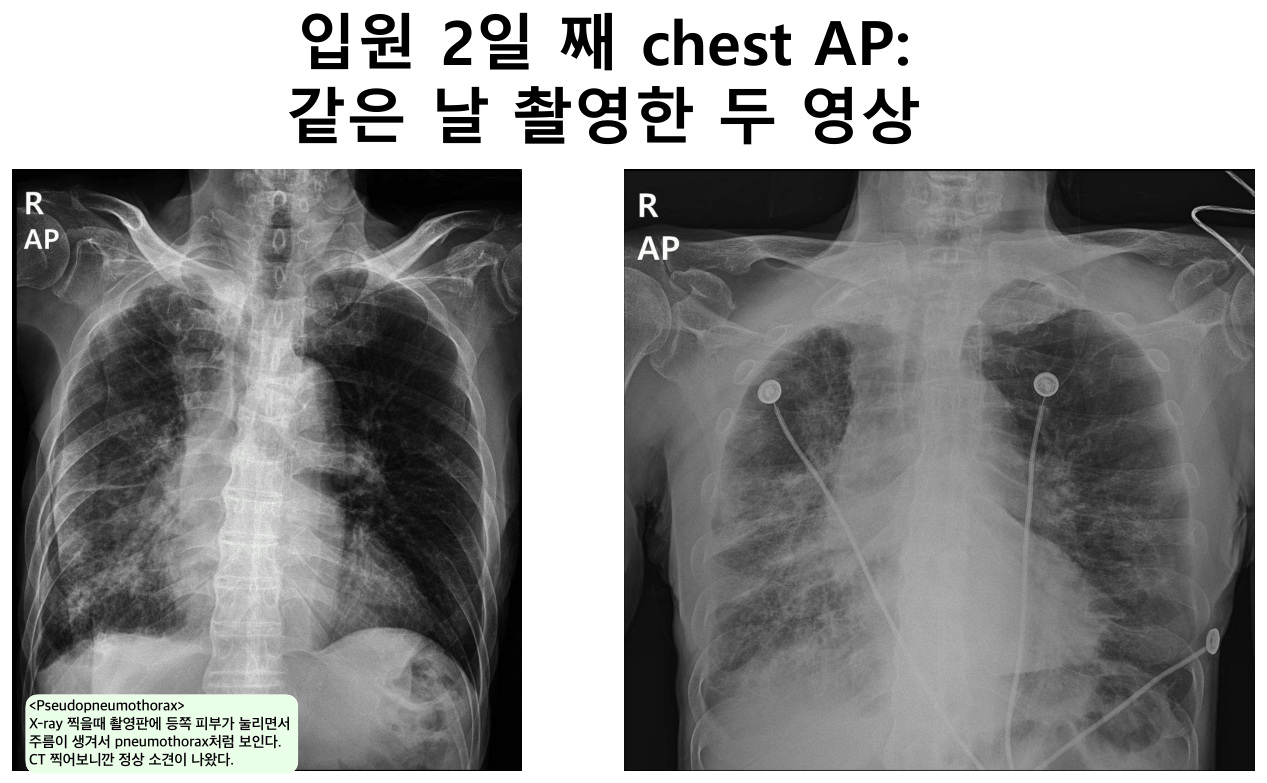 입원 2일 째 chest AP:
같은 날 촬영한 두 영상
R
AP
R
AP
<Pseudopneumothorax>
X-ray 찍을때 촬영판에 등쪽 피부가 눌리면서
주름이 생겨서 pneumothorax처럼 보인다.
CT 찍어보니깐 정상 소견이 나왔다.